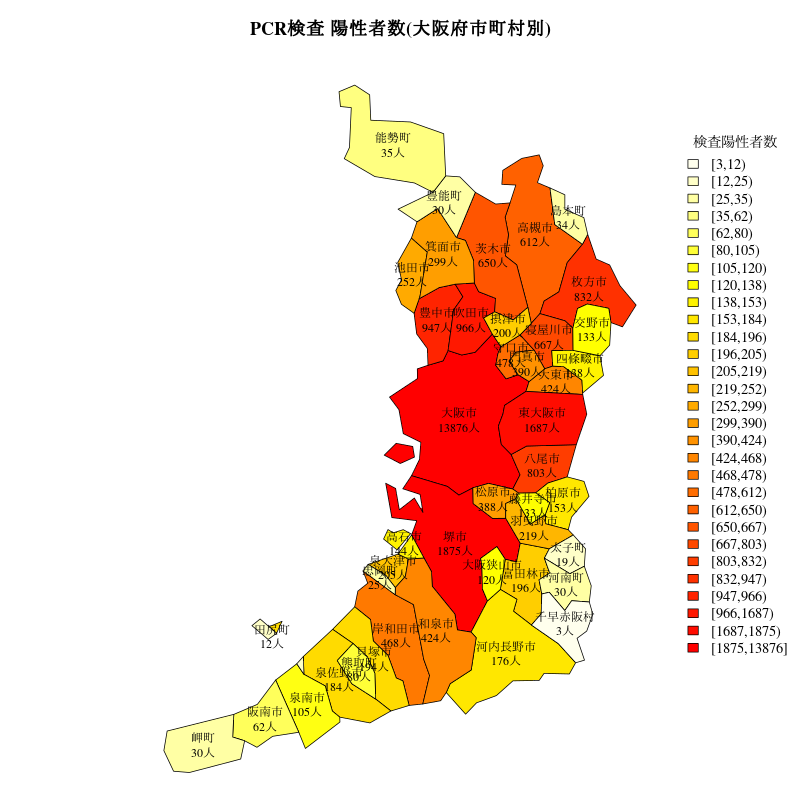 PCR検査 陽性者数(大阪府市町村別)
能勢町
35人
豊能町
30人
島本町
34人
高槻市
612人
茨木市
650人
箕面市
299人
池田市
252人
枚方市
832人
豊中市
947人
吹田市
966人
摂津市
200人
交野市
133人
寝屋川市
667人
守口市
478人
門真市
390人
四條畷市
138人
大東市
424人
大阪市
13876人
東大阪市
1687人
八尾市
803人
松原市
388人
藤井寺市
133人
柏原市
153人
羽曳野市
219人
高石市
144人
堺市
1875人
太子町
19人
泉大津市
205人
忠岡町
25人
大阪狭山市
120人
富田林市
196人
河南町
30人
千早赤阪村
3人
田尻町
12人
岸和田市
468人
和泉市
424人
河内長野市
176人
貝塚市
194人
熊取町
80人
泉佐野市
184人
泉南市
105人
阪南市
62人
岬町
30人
検査陽性者数
[3,12)
[12,25)
[25,35)
[35,62)
[62,80)
[80,105)
[105,120)
[120,138)
[138,153)
[153,184)
[184,196)
[196,205)
[205,219)
[219,252)
[252,299)
[299,390)
[390,424)
[424,468)
[468,478)
[478,612)
[612,650)
[650,667)
[667,803)
[803,832)
[832,947)
[947,966)
[966,1687)
[1687,1875)
[1875,13876]